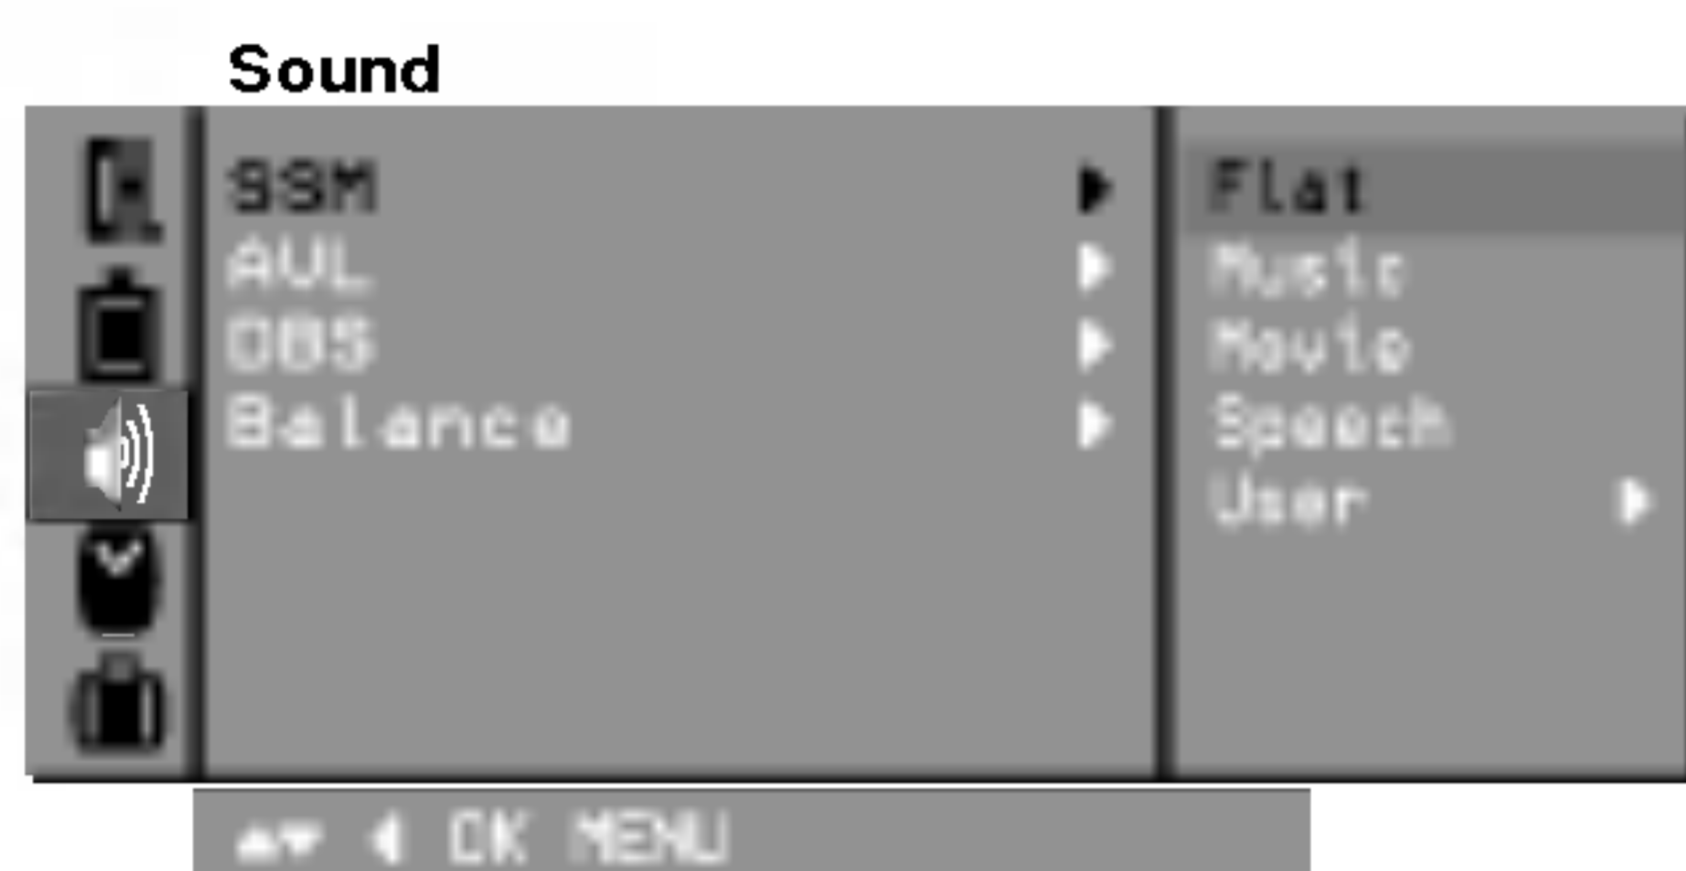 Sound
SSM
AVL
DBS
Balance
Flat
Music
Movie
Speech
User
OK MENU